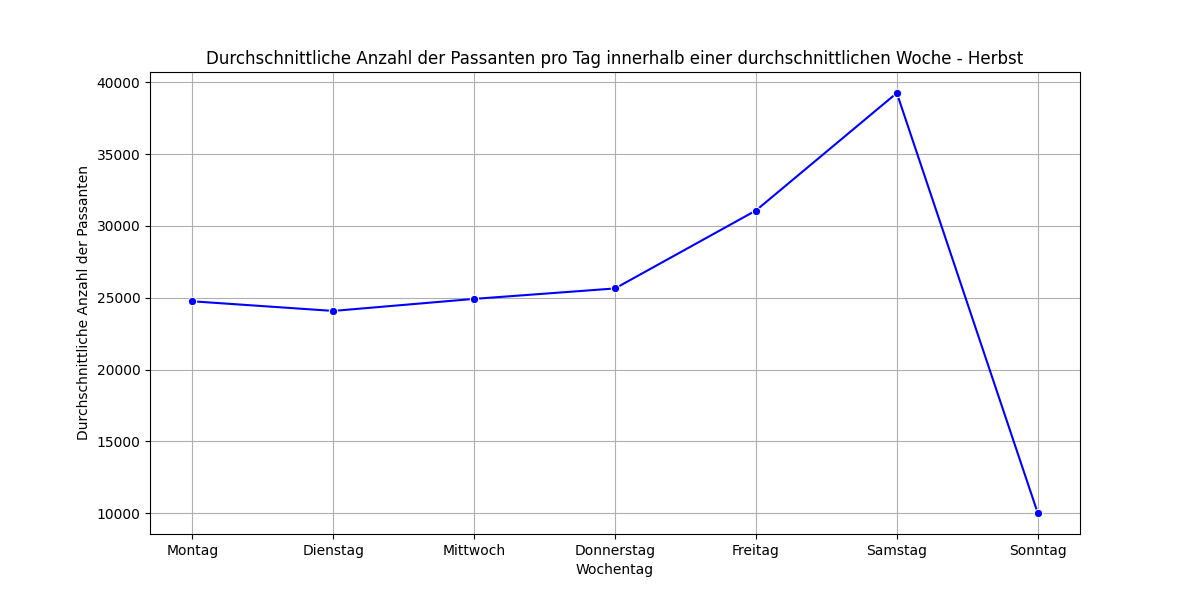 Durchschnittliche Anzahl der Passanten pro Tag innerhalb einer durchschnittlichen Woche - Herbst
Durchschnittliche Anzahl der Passanten
40000
35000
30000
25000
20000
15000
10000
Montag
Dienstag
Mittwoch
Donnerstag
Freitag
Samstag
Sonntag
Wochentag